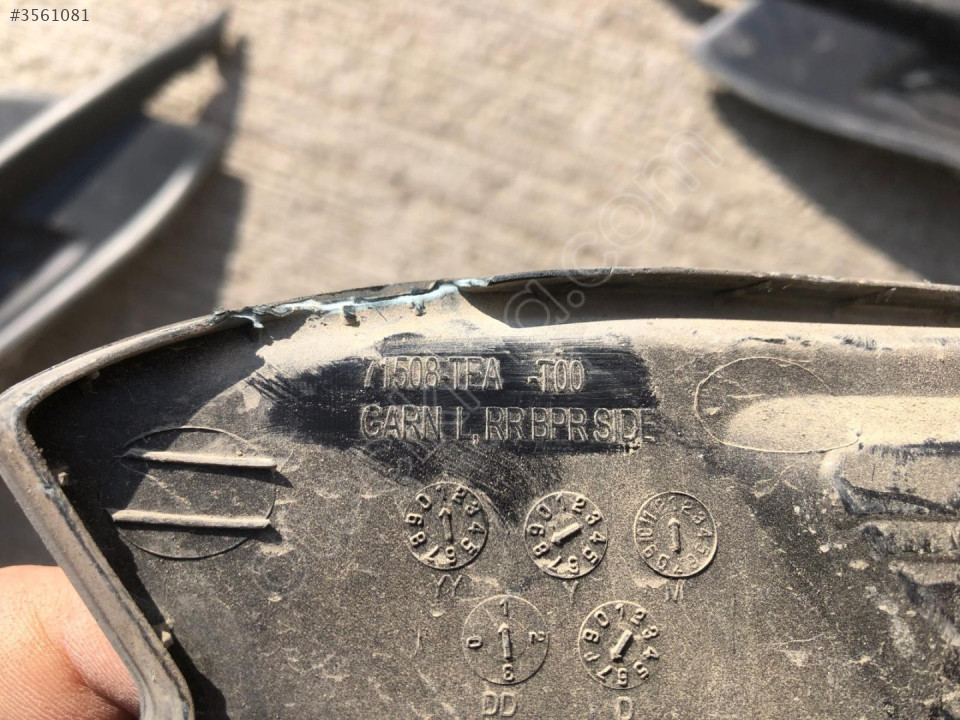 #3561081
71508-TEA -T00
GARN L, RR BPR SIDE
YY
Y
M
DD
D